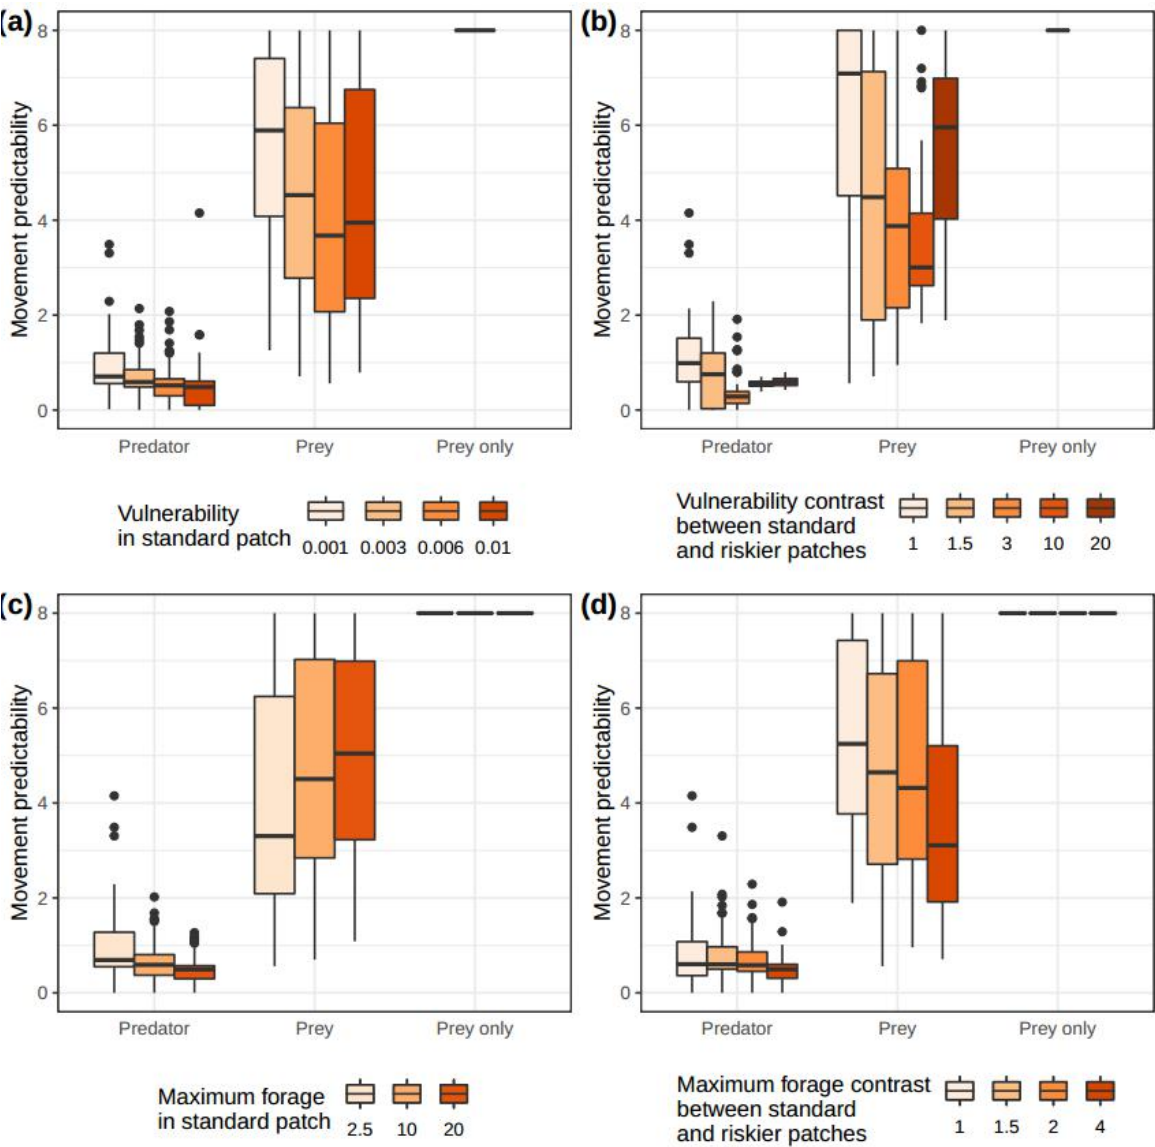 (a)
Movement predictability
8
6
4
2
0
Predator
Prey
Prey only
Vulnerability
in standard patch
0.001
0.003
0.006
0.01
(b)
Movement predictability
8
6
4
2
0
Predator
Prey
Prey only
Vulnerability contrast
between standard
and riskier patches
1
1.5
3
10
20
(c)
Movement predictability
8
6
4
2
0
Predator
Prey
Prey only
Maximum forage
in standard patch
2.5
10
20
(d)
Movement predictability
8
6
4
2
0
Predator
Prey
Prey only
Maximum forage contrast
between standard
and riskier patches
1
1.5
2
4